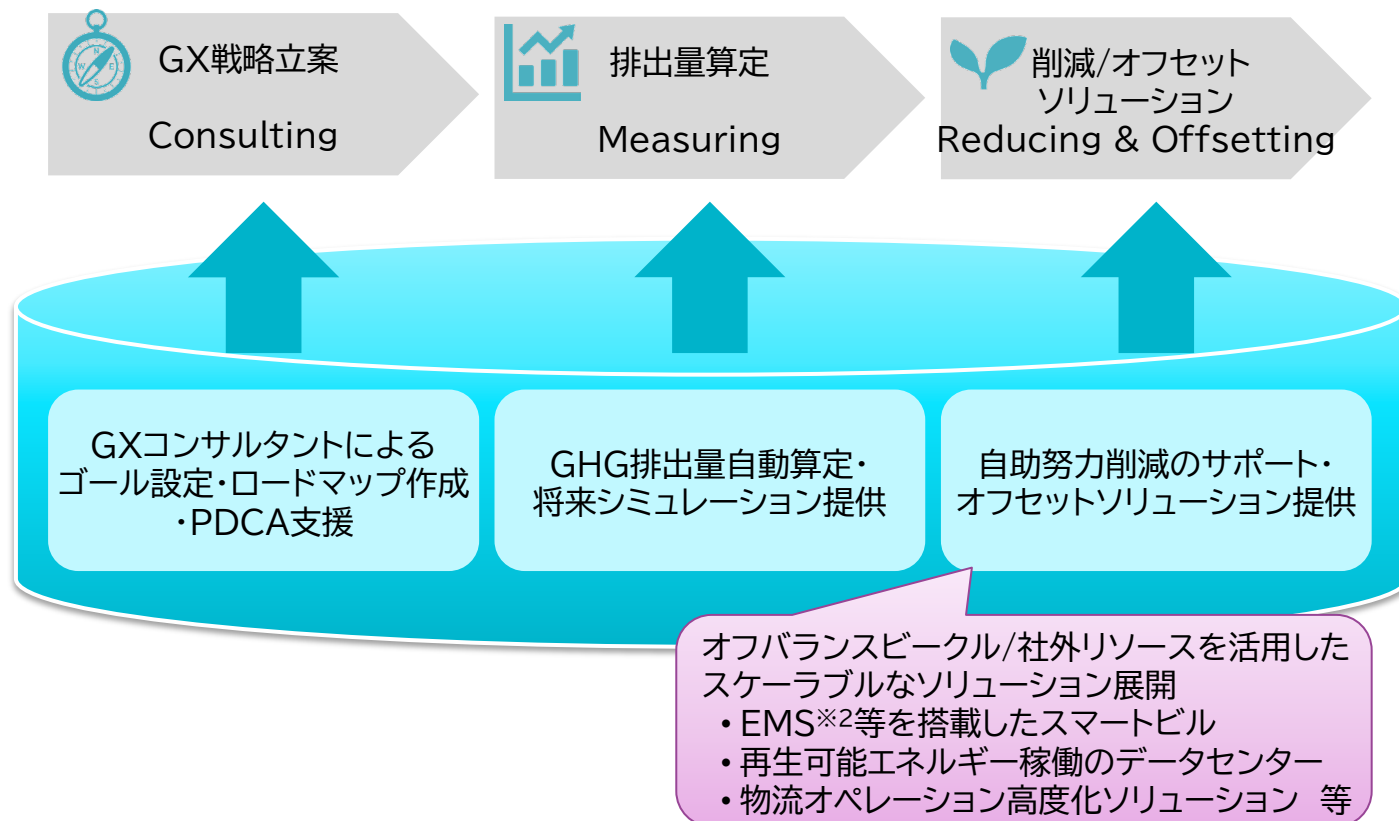 GX戦略立案
Consulting
排出量算定
Measuring
削減/オフセット
ソリューション
Reducing & Offsetting
GXコンサルタントによる
ゴール設定・ロードマップ作成
・PDCA支援
GHG排出量自動算定・
将来シミュレーション提供
自助努力削減のサポート・
オフセットソリューション提供
オフバランスビークル/社外リソースを活用した
スケーラブルなソリューション展開
・EMS※2等を搭載したスマートビル
・再生可能エネルギー稼働のデータセンター
・物流オペレーション高度化ソリューション 等